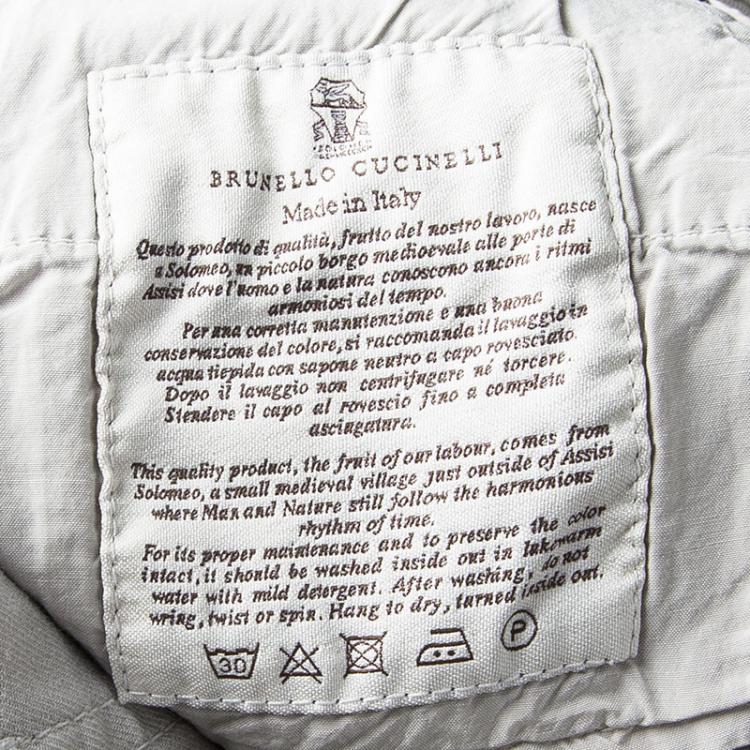 SOLOMEO
BRUNELLO CUCINELLI
Made in Italy
Questo prodotto di qualità, frutto del nostro lavoro, nasce
a Solomeo, un piccolo borgo medioevale alle porte di
Assisi dove l'uomo e la natura conoscono ancora i ritmi
armoniosi del tempo.
Per una corretta manutenzione e una buona
conservazione del colore, si raccomanda il lavaggio in
acqua tiepida con sapone neutro a capo rovesciato.
Dopo il lavaggio non centrifugare né torcere.
Stendere il capo al rovescio fino a completa
asciugatura.
This quality product, the fruit of our labour, comes from
Solomeo, a small medieval village just outside of Assisi
where Man and Nature still follow the harmonious
rhythm of time.
For its proper maintenance and to preserve the color
intact, it should be washed inside out in lukewarm
water with mild detergent. After washing, do not
wring, twist or spin. Hang to dry, turned inside out.
30 P